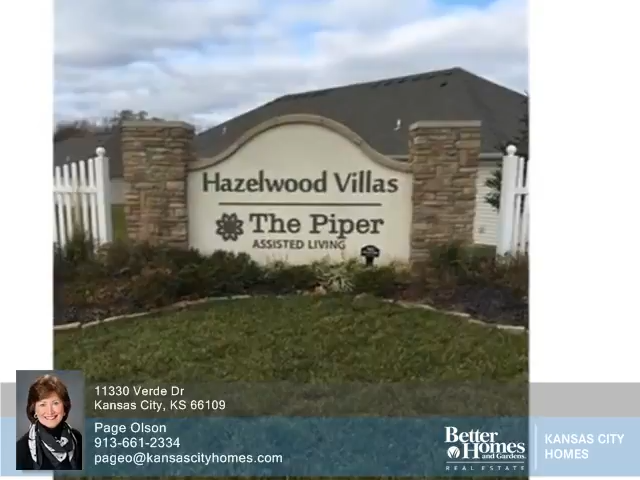 Hazelwood Villas
The Piper
ASSISTED LIVING
11330 Verde Dr
Kansas City, KS 66109
Page Olson
913-661-2334
pageo@kansascityhomes.com
Better
Homes
and Gardens
REAL ESTATE
KANSAS CITY
HOMES